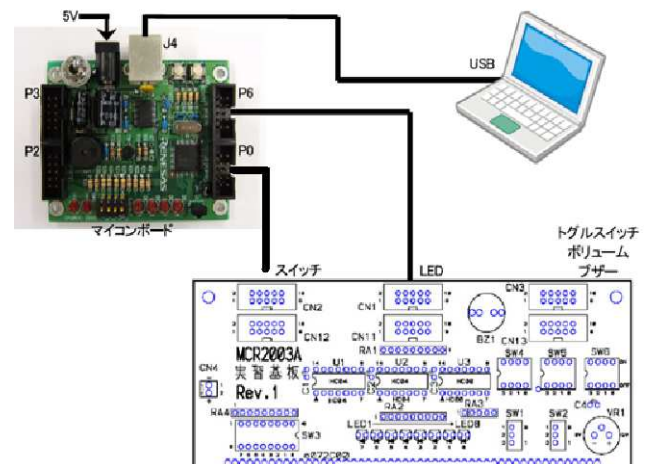 5V
J4
USB
P3
P6
P2
P0
RENESAS
マイコンボード
トグルスイッチ
ボリューム
ブザー
スイッチ
LED
CN2
CN1
CN3
CN12
CN11
BZ1
CN13
MCR2003A
実習基板
Rev.1
CN4
RA1
U1
U2
U3
SW4
SW5
SW6
HC04
HC04
RA4
RA2
RA3
SW3
LED1
LED8
SW1
SW2
VR1